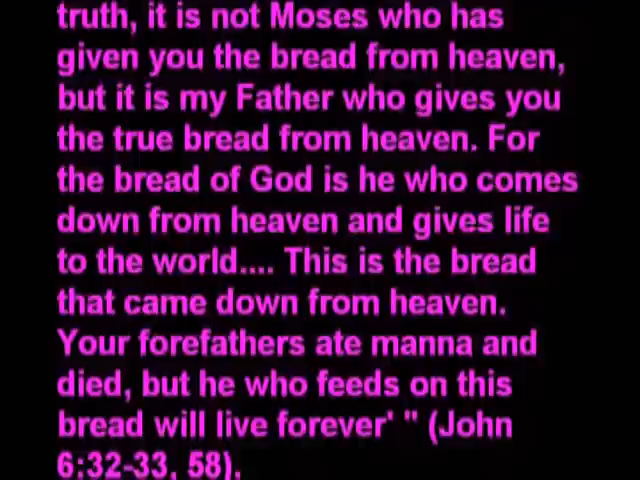 truth, it is not Moses who has
given you the bread from heaven,
but it is my Father who gives you
the true bread from heaven. For
the bread of God is he who comes
down from heaven and gives life
to the world.... This is the bread
that came down from heaven.
Your forefathers ate manna and
died, but he who feeds on this
bread will live forever' " (John
6:32-33, 58).